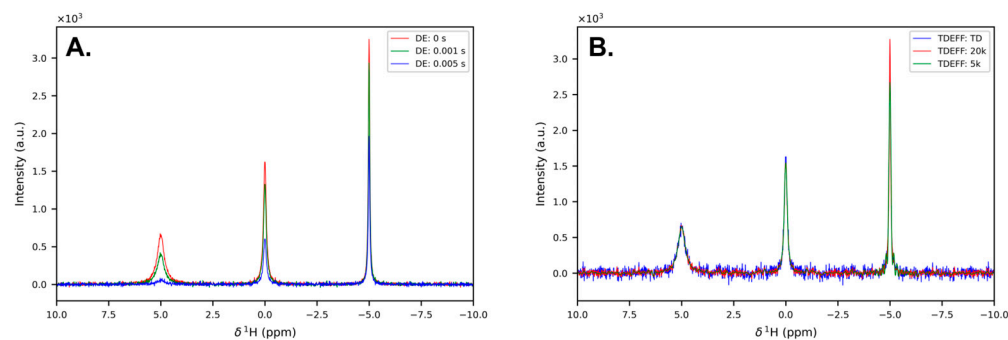 ×10³
A.
DE: 0 s
DE: 0.001 s
DE: 0.005 s
3.0
2.5
2.0
1.5
1.0
0.5
0.0
Intensity (a.u.)
10.0 7.5 5.0 2.5 0.0 −2.5 −5.0 −7.5 −10.0
δ ¹H (ppm)
×10³
B.
TDEFF: TD
TDEFF: 20k
TDEFF: 5k
3.0
2.5
2.0
1.5
1.0
0.5
0.0
Intensity (a.u.)
10.0 7.5 5.0 2.5 0.0 −2.5 −5.0 −7.5 −10.0
δ ¹H (ppm)